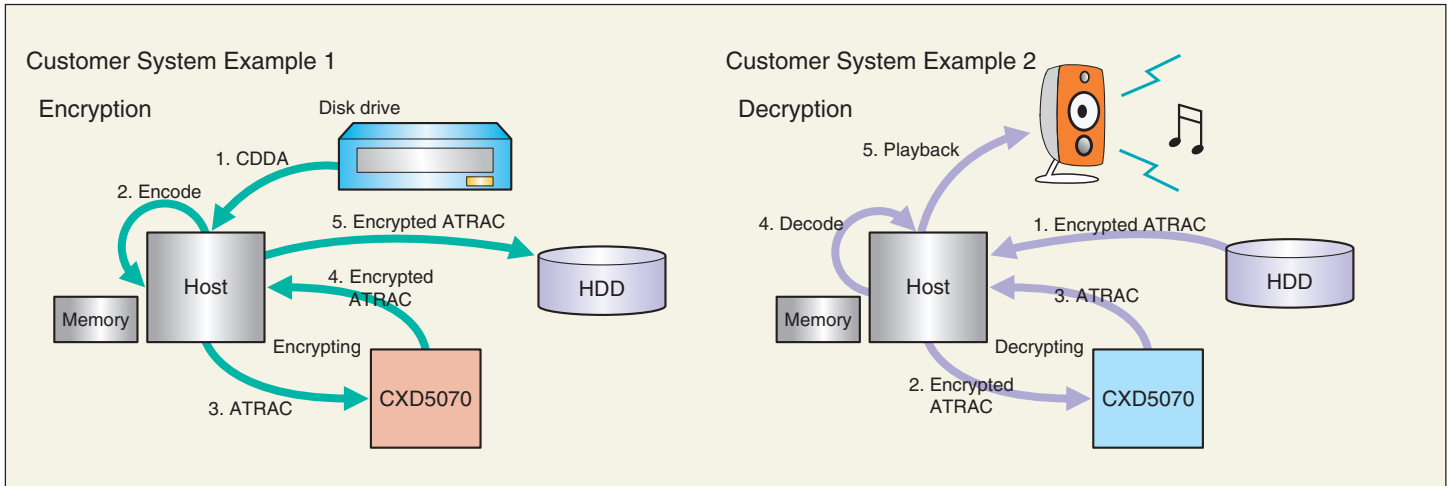 Customer System Example 1
Encryption
Disk drive
1. CDDA
2. Encode
5. Encrypted ATRAC
4. Encrypted
ATRAC
Host
HDD
Memory
Encrypting
3. ATRAC
CXD5070
Customer System Example 2
Decryption
5. Playback
4. Decode
1. Encrypted ATRAC
Host
HDD
3. ATRAC
Memory
Decrypting
2. Encrypted
ATRAC
CXD5070